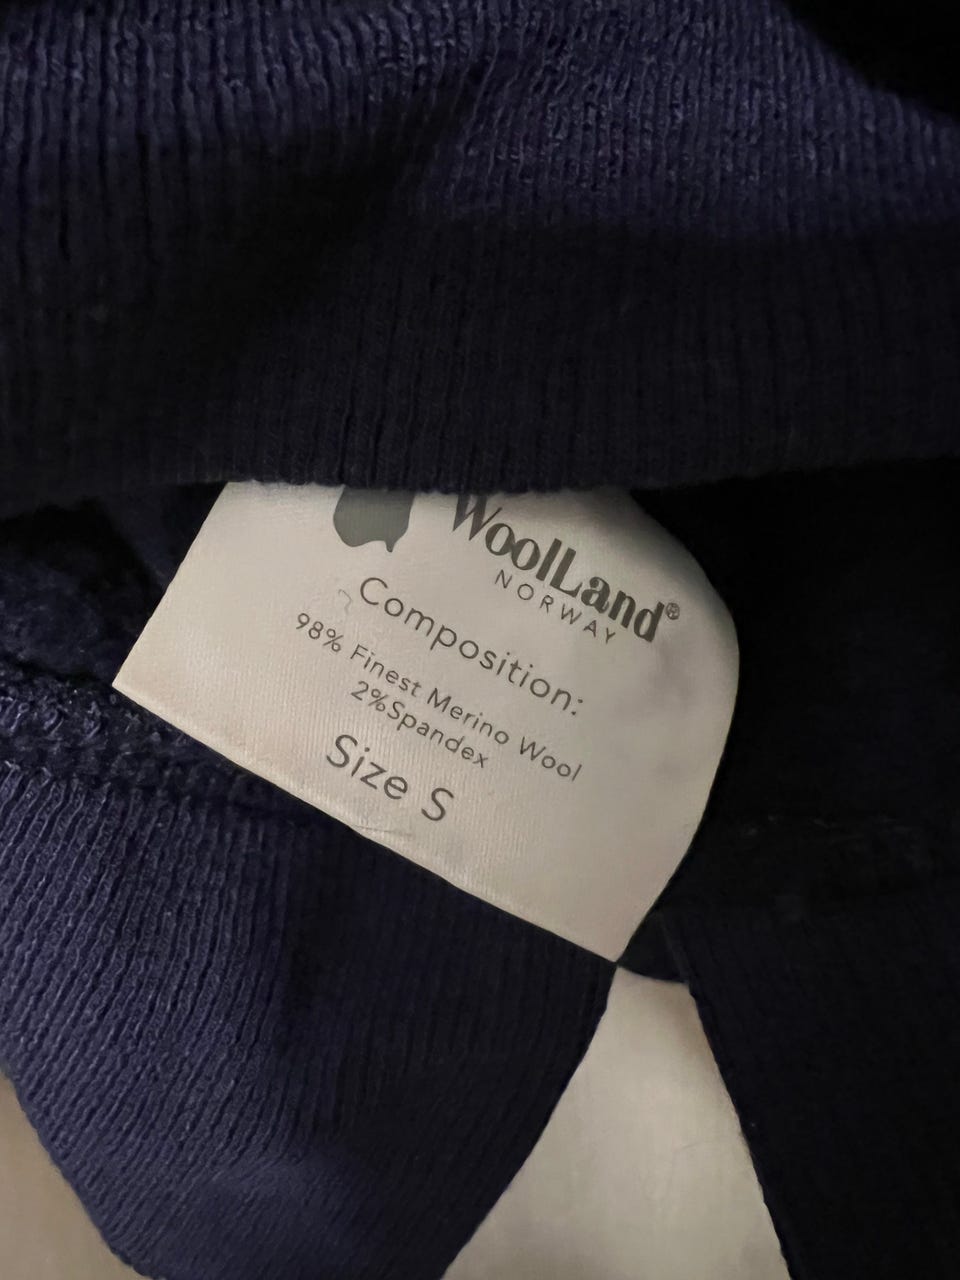 WoolLand®
NORWAY
Composition:
98% Finest Merino Wool
2%Spandex
Size S